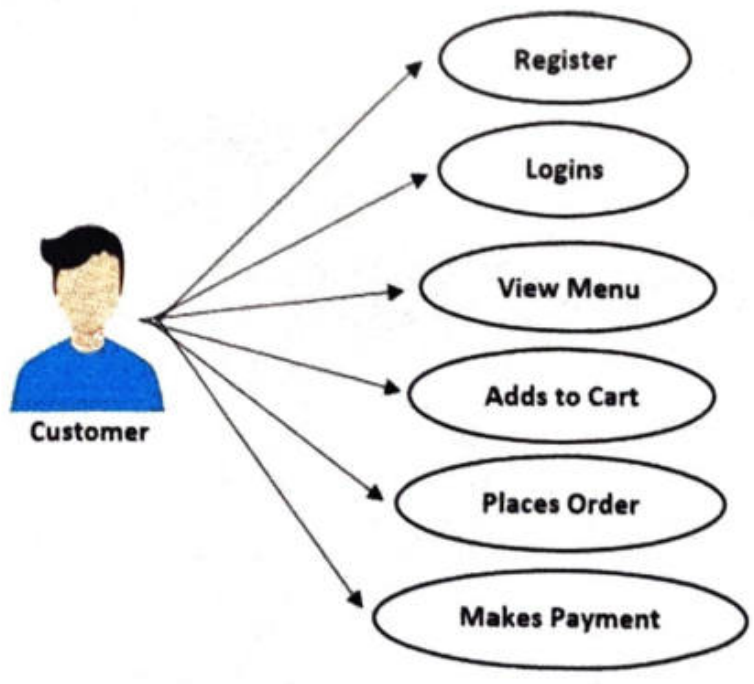 Register
Logins
View Menu
Adds to Cart
Customer
Places Order
Makes Payment